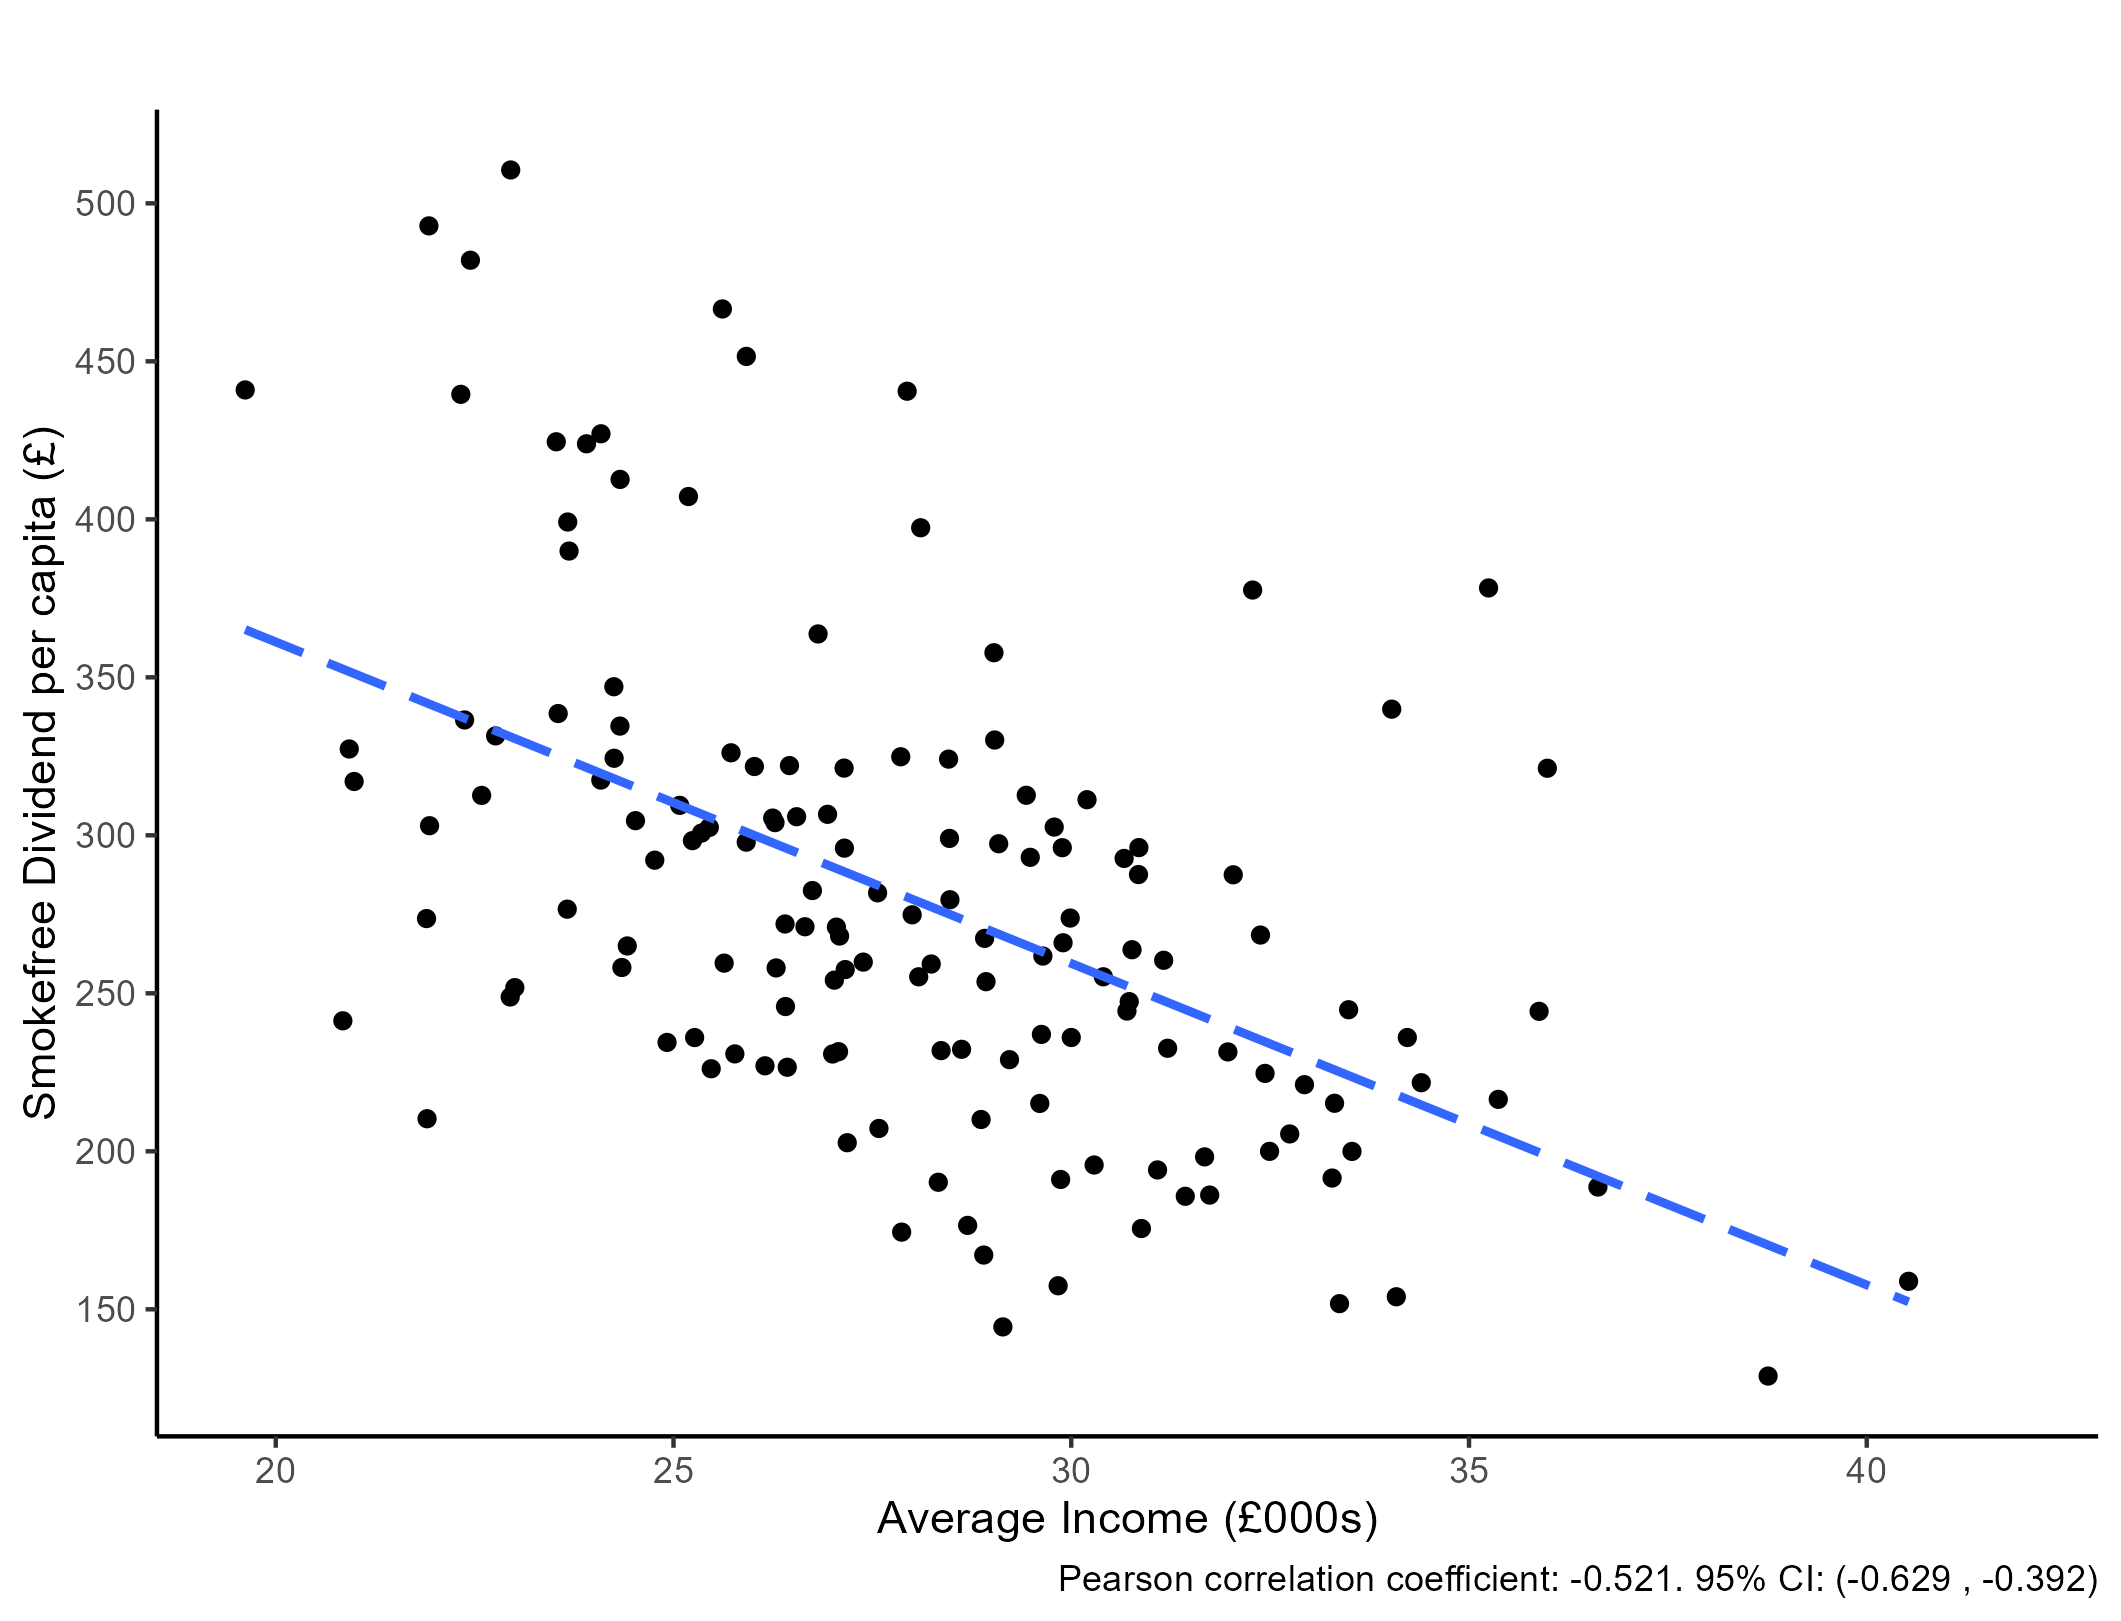 Smokefree Dividend per capita (£)
500
450
400
350
300
250
200
150
20 25 30 35 40
Average Income (£000s)
Pearson correlation coefficient: -0.521. 95% CI: (-0.629 , -0.392)